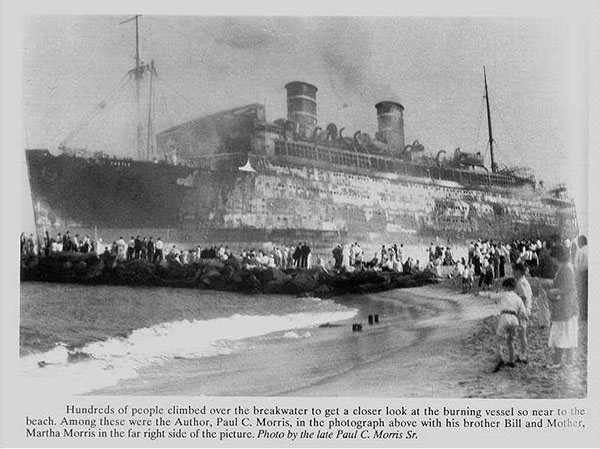 Hundreds of people climbed over the breakwater to get a closer look at the burning vessel so near to the
beach. Among these were the Author, Paul C. Morris, in the photograph above with his brother Bill and Mother,
Martha Morris in the far right side of the picture. Photo by the late Paul C. Morris Sr.